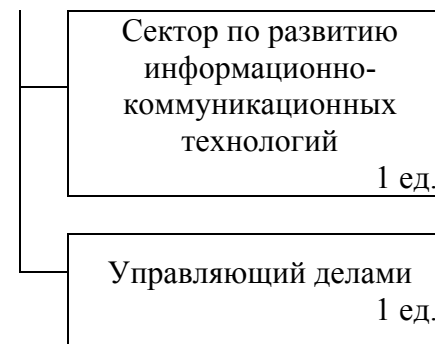 Сектор по развитию
информационно-
коммуникационных
технологий
1 ед.
Управляющий делами
1 ед.